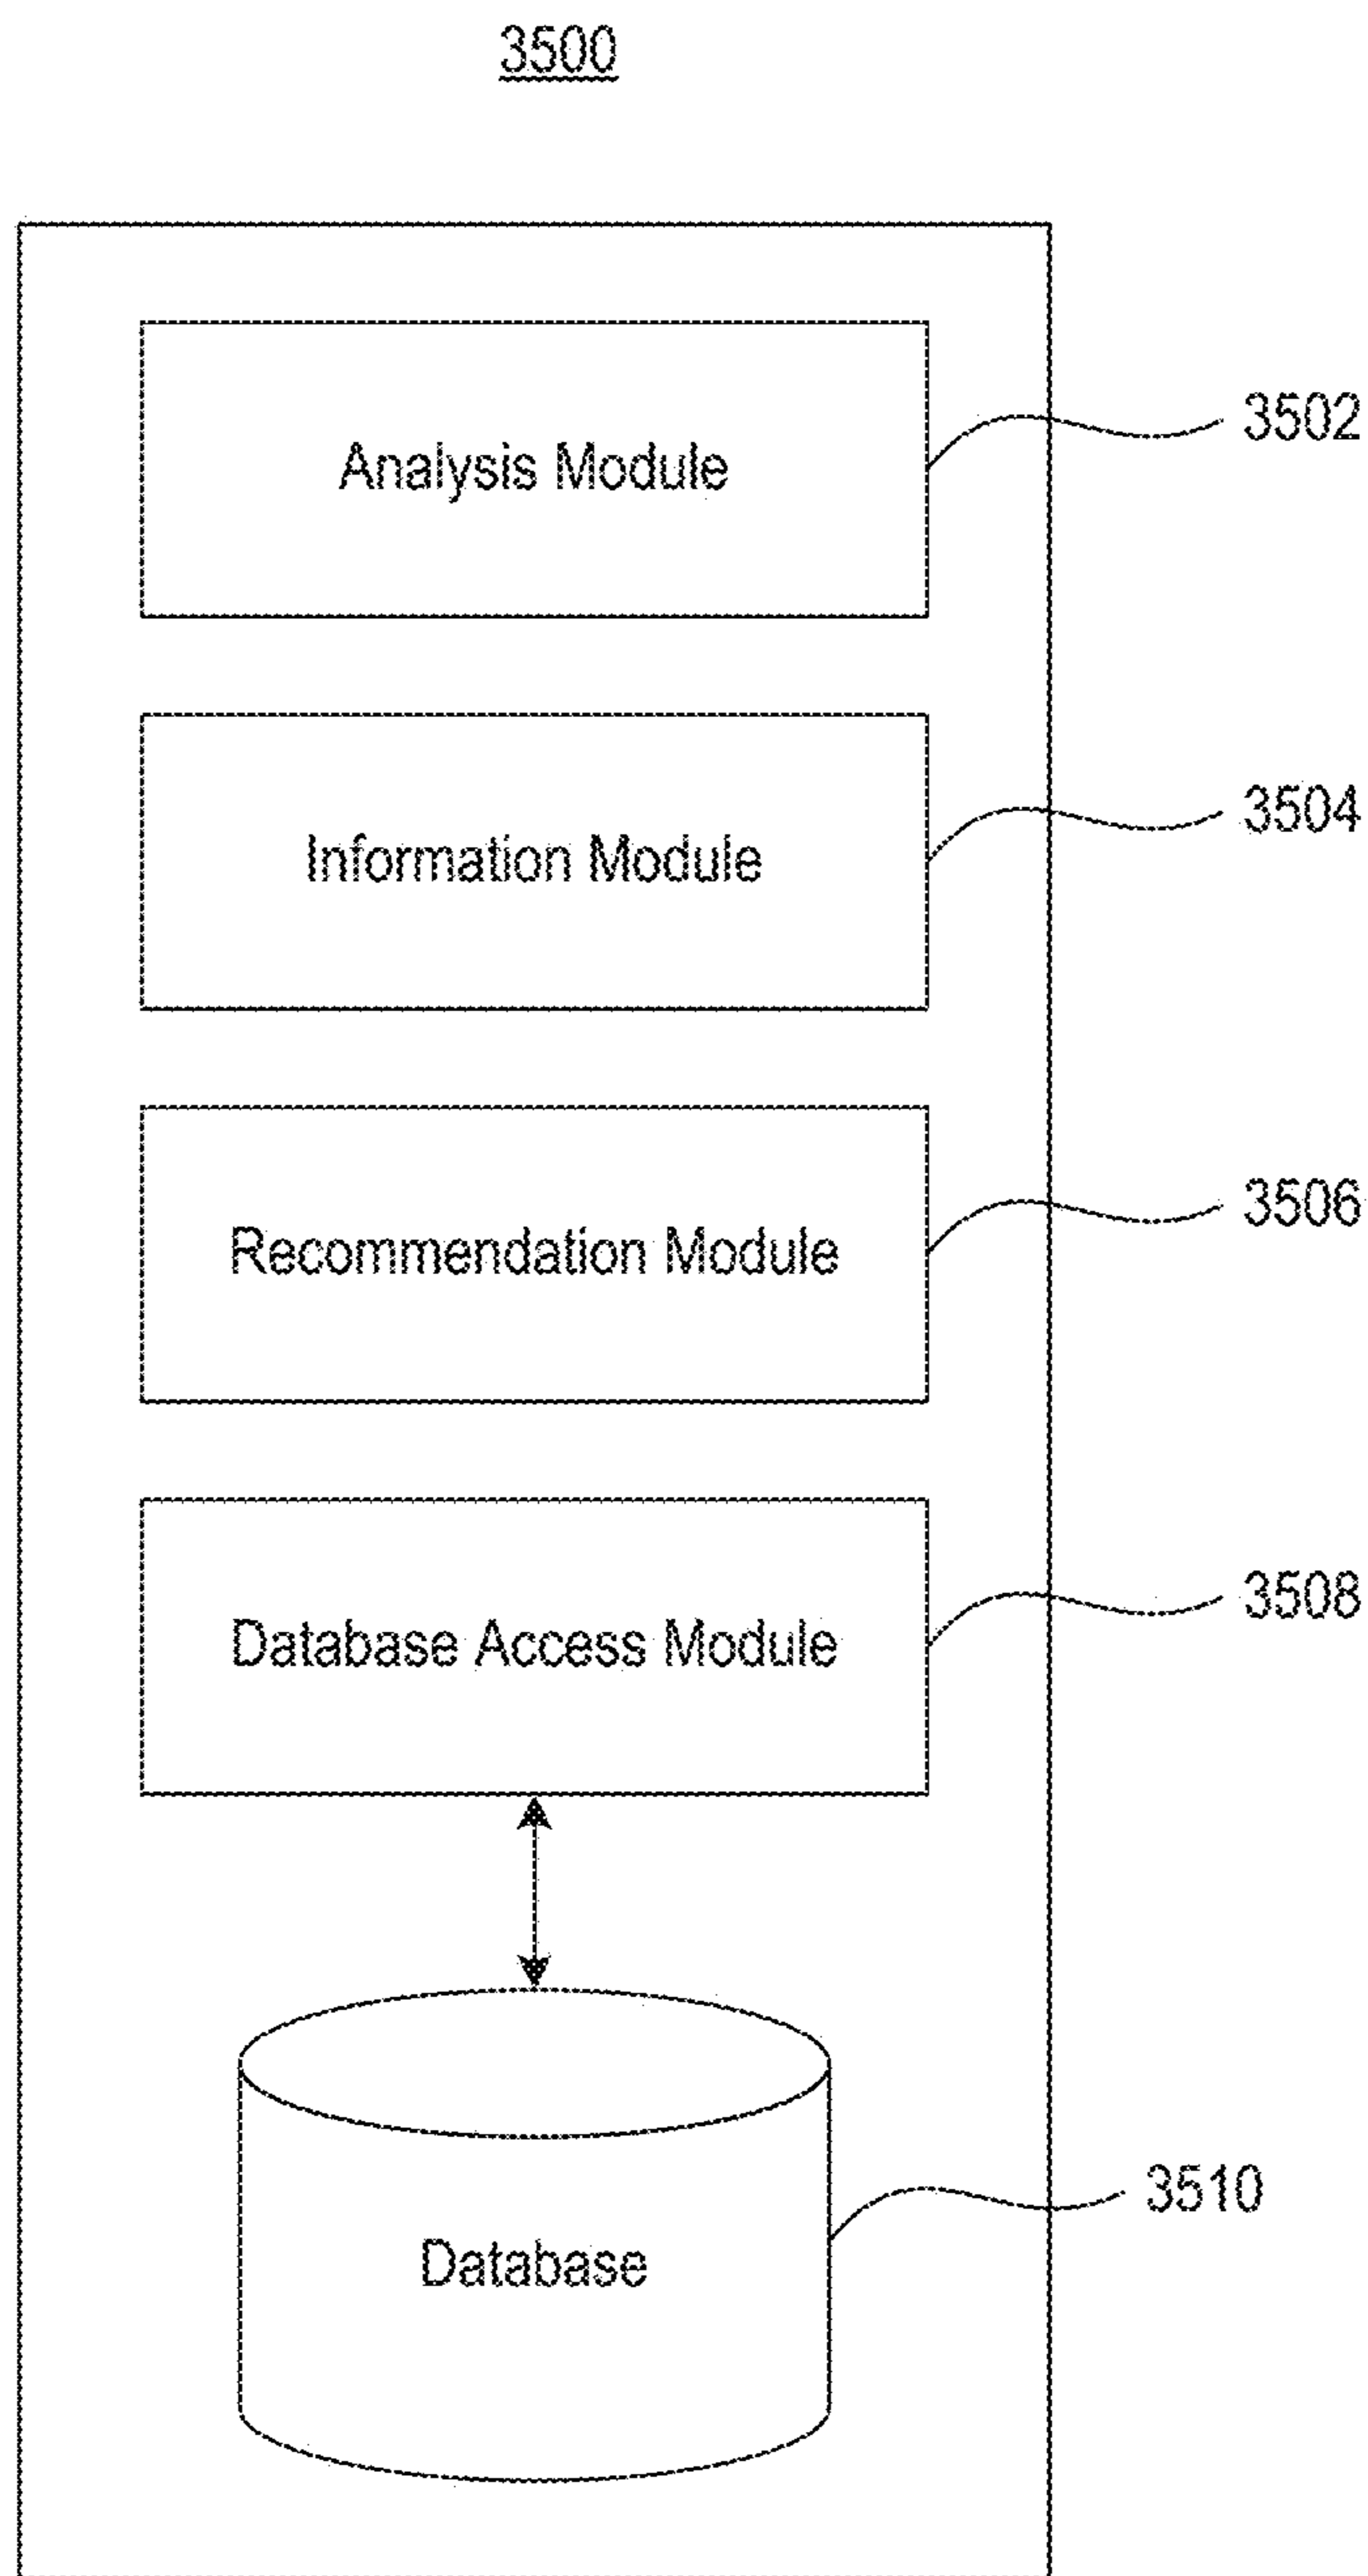 3500
Analysis Module
3502
Information Module
3504
Recommendation Module
3506
Database Access Module
3508
Database
3510